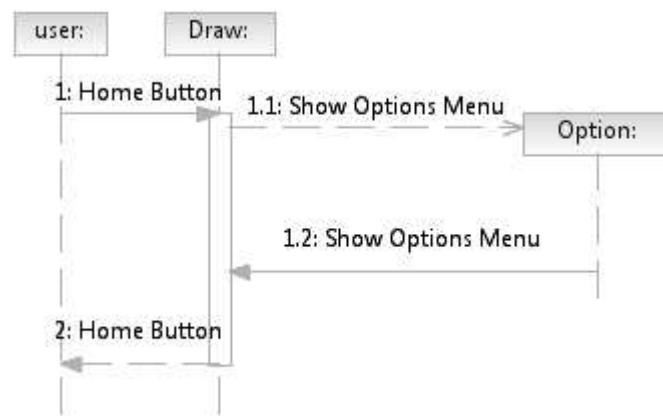 user:
Draw:
1: Home Button
1.1: Show Options Menu
Option:
1.2: Show Options Menu
2: Home Button